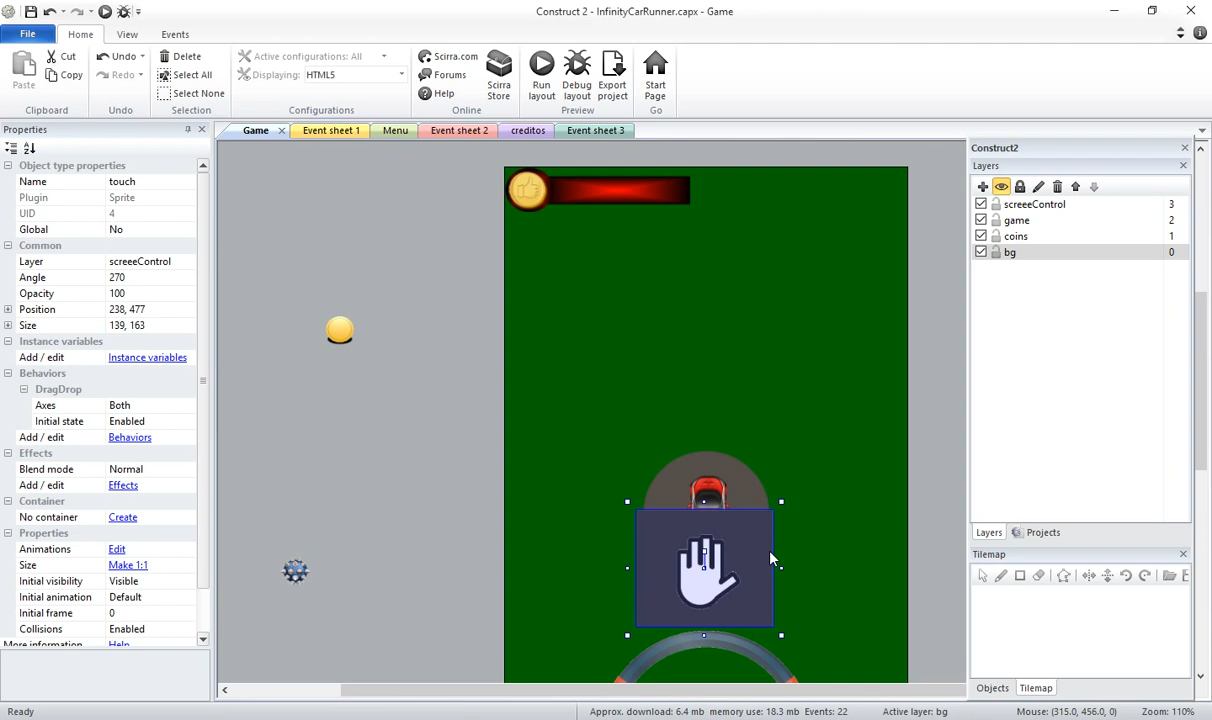 Construct 2 - InfinityCarRunner.capx - Game
File Home View Events
Paste Cut Copy Clipboard
Undo Redo Undo
Delete Select All Select None Selection
Active configurations: All
Displaying: HTML5
Configurations
Scirra.com Forums Help Scirra Store Online
Run layout Debug layout Export project Preview
Start Page Go
Properties
Game Event sheet 1 Menu Event sheet 2 creditos Event sheet 3
Object type properties
Name touch
Plugin Sprite
UID 4
Global No
Common
Layer screeeControl
Angle 270
Opacity 100
Position 238, 477
Size 139, 163
Instance variables
Add / edit Instance variables
Behaviors
DragDrop
Axes Both
Initial state Enabled
Add / edit Behaviors
Effects
Blend mode Normal
Add / edit Effects
Container
No container Create
Properties
Animations Edit
Size Make 1:1
Initial visibility Visible
Initial animation Default
Initial frame 0
Collisions Enabled
More information Help
Construct2
Layers
screeeControl 3
game 2
coins 1
bg 0
Layers Projects
Tilemap
Objects Tilemap
Ready
Approx. download: 6.4 mb memory use: 18.3 mb Events: 22
Active layer: bg
Mouse: (315.0, 456.0, 0)
Zoom: 110%